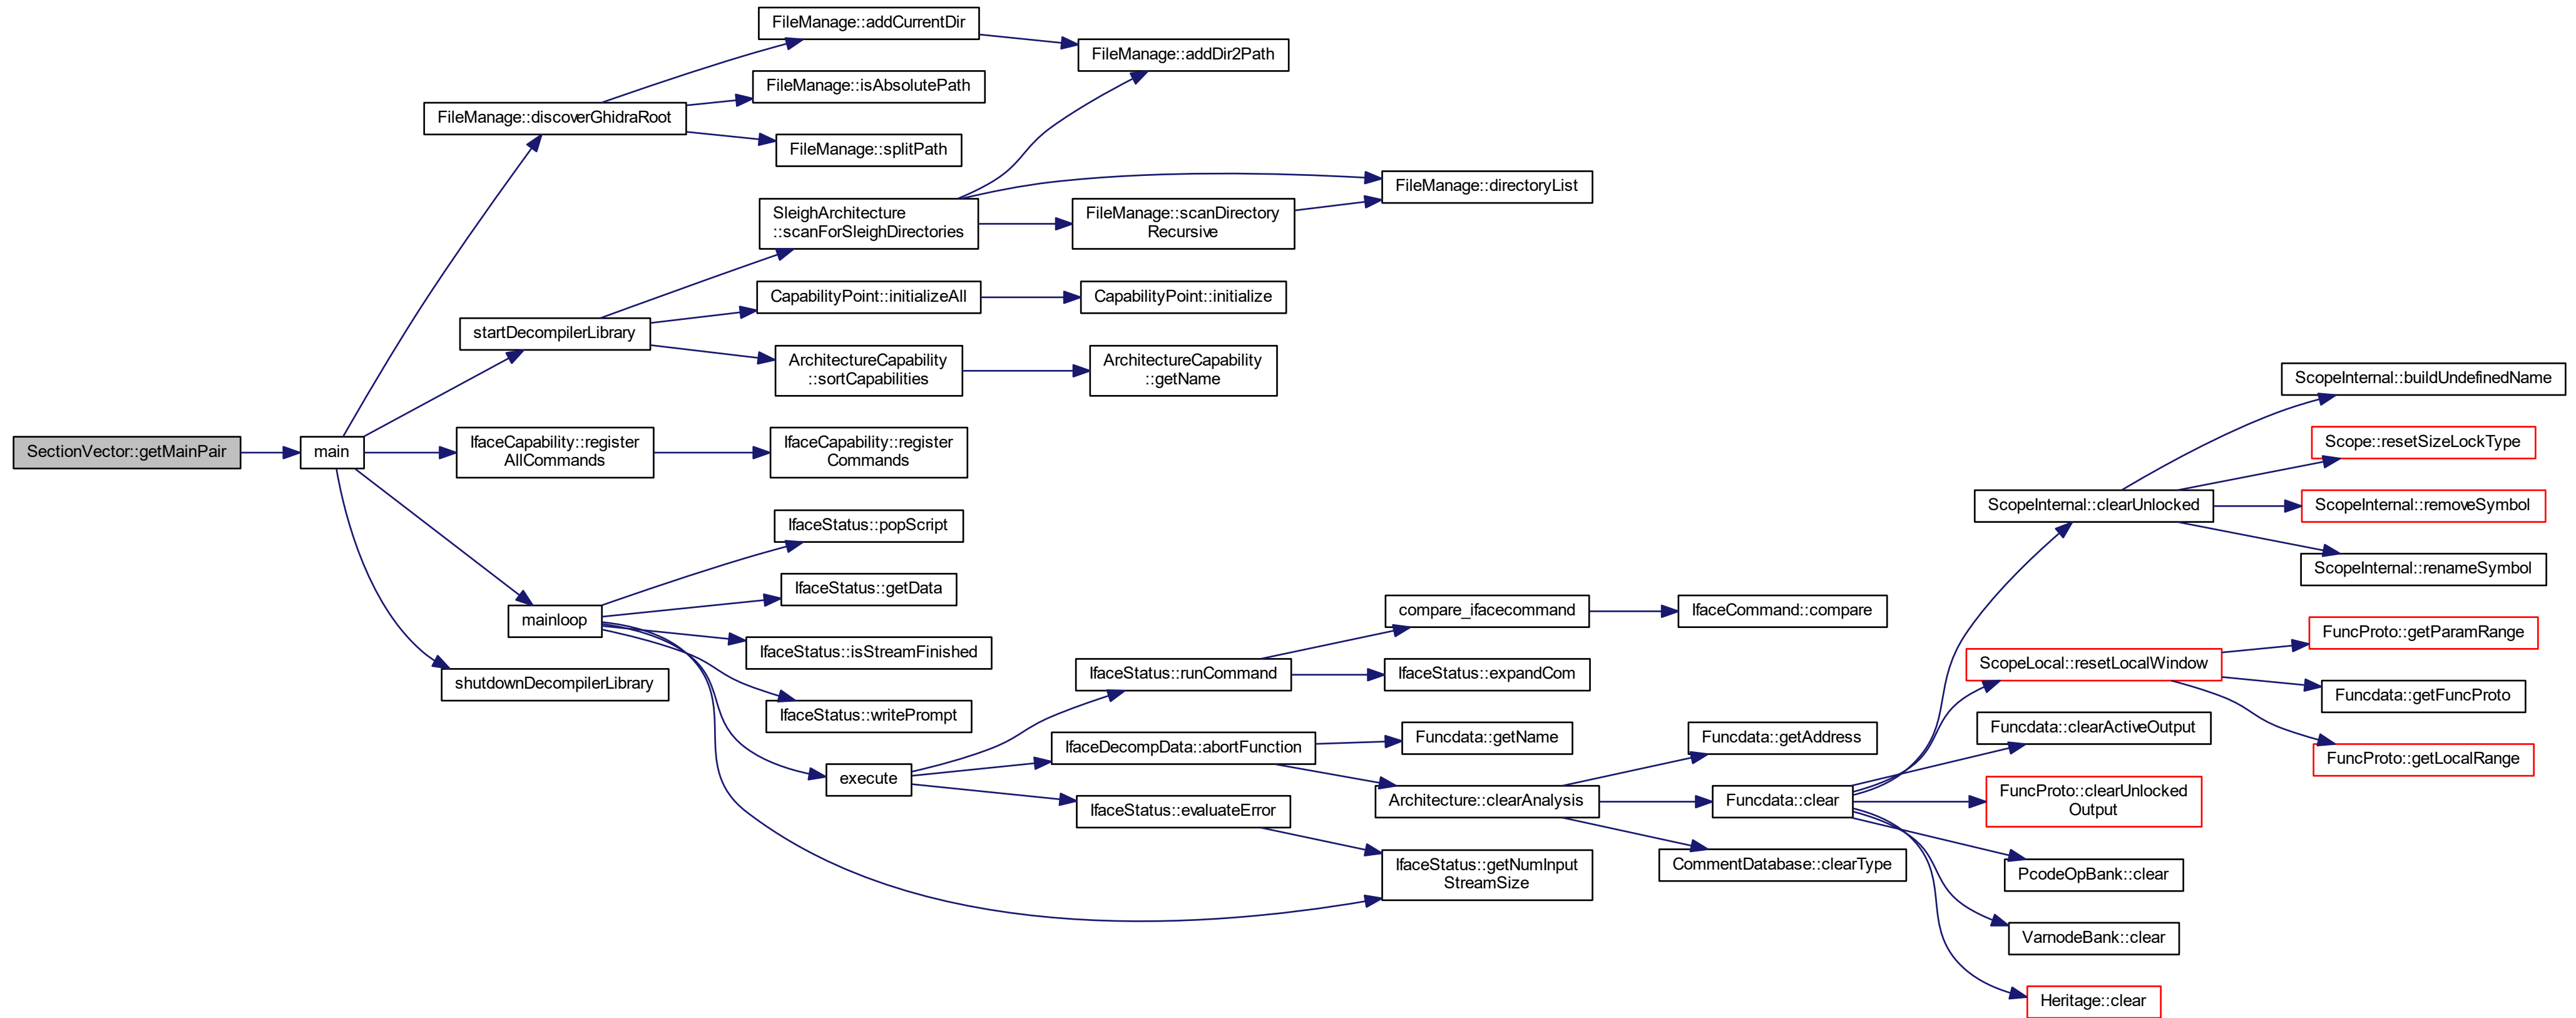 FileManage::addCurrentDir
FileManage::addDir2Path
FileManage::isAbsolutePath
FileManage::discoverGhidraRoot
FileManage::splitPath
FileManage::directoryList
SleighArchitecture
::scanForSleighDirectories
FileManage::scanDirectory
Recursive
CapabilityPoint::initializeAll
CapabilityPoint::initialize
startDecompilerLibrary
ArchitectureCapability
::sortCapabilities
ArchitectureCapability
::getName
ScopeInternal::buildUndefinedName
Scope::resetSizeLockType
SectionVector::getMainPair
main
IfaceCapability::register
AllCommands
IfaceCapability::register
Commands
ScopeInternal::clearUnlocked
ScopeInternal::removeSymbol
IfaceStatus::popScript
ScopeInternal::renameSymbol
IfaceStatus::getData
mainloop
compare_ifacecommand
IfaceCommand::compare
FuncProto::getParamRange
IfaceStatus::isStreamFinished
ScopeLocal::resetLocalWindow
shutdownDecompilerLibrary
IfaceStatus::runCommand
IfaceStatus::expandCom
Funcdata::getFuncProto
IfaceStatus::writePrompt
Funcdata::clearActiveOutput
IfaceDecompData::abortFunction
Funcdata::getName
Funcdata::getAddress
FuncProto::getLocalRange
execute
Architecture::clearAnalysis
Funcdata::clear
FuncProto::clearUnlocked
Output
IfaceStatus::evaluateError
IfaceStatus::getNumInput
StreamSize
CommentDatabase::clearType
PcodeOpBank::clear
VarnodeBank::clear
Heritage::clear